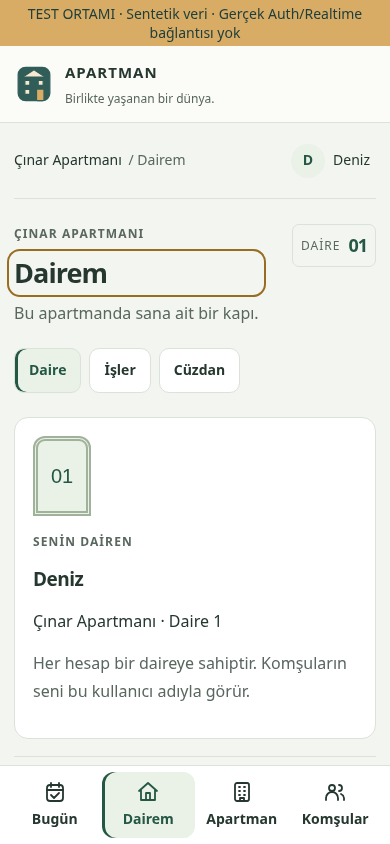 TEST ORTAMI · Sentetik veri · Gerçek Auth/Realtime
bağlantısı yok
APARTMAN
Birlikte yaşanan bir dünya.
Çınar Apartmanı / Dairem
D Deniz
ÇINAR APARTMANI
DAİRE 01
Dairem
Bu apartmanda sana ait bir kapı.
Daire İşler Cüzdan
01
SENİN DAİREN
Deniz
Çınar Apartmanı · Daire 1
Her hesap bir daireye sahiptir. Komşuların
seni bu kullanıcı adıyla görür.
Bugün Dairem Apartman Komşular